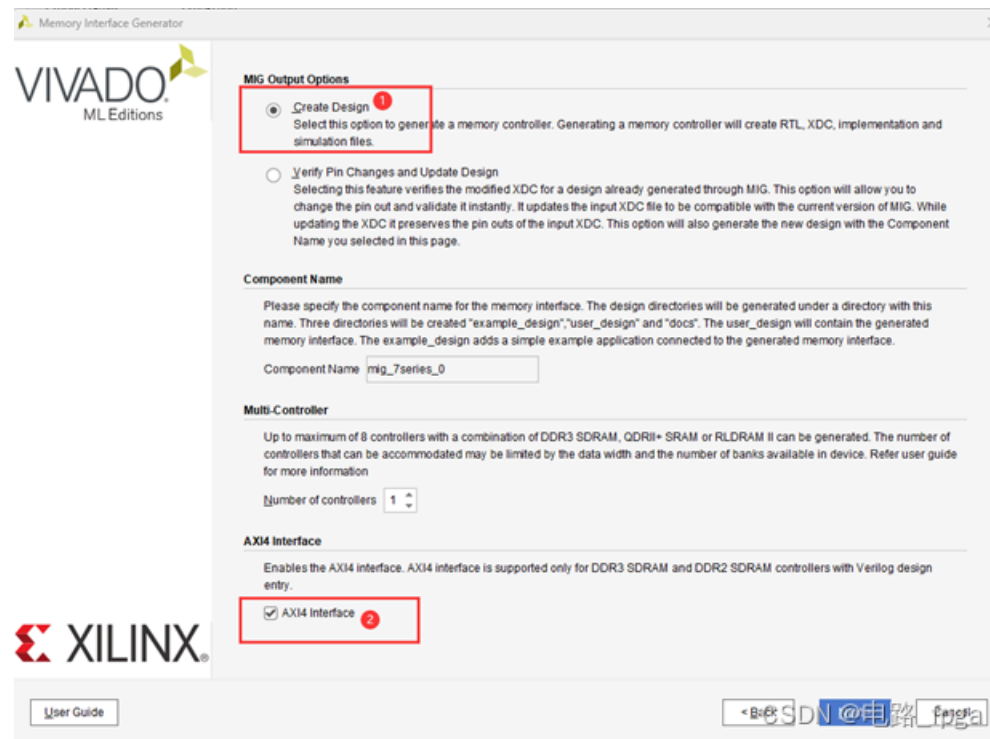 Memory Interface Generator
VIVADO.
ML Editions
MIG Output Options
Create Design 1
Select this option to generate a memory controller. Generating a memory controller will create RTL, XDC, implementation and
simulation files.
Verify Pin Changes and Update Design
Selecting this feature verifies the modified XDC for a design already generated through MIG. This option will allow you to
change the pin out and validate it instantly. It updates the input XDC file to be compatible with the current version of MIG. While
updating the XDC it preserves the pin outs of the input XDC. This option will also generate the new design with the Component
Name you selected in this page.
Component Name
Please specify the component name for the memory interface. The design directories will be generated under a directory with this
name. Three directories will be created "example_design","user_design" and "docs". The user_design will contain the generated
memory interface. The example_design adds a simple example application connected to the generated memory interface.
Component Name mig_7series_0
Multi-Controller
Up to maximum of 8 controllers with a combination of DDR3 SDRAM, QDRII+ SRAM or RLDRAM II can be generated. The number of
controllers that can be accommodated may be limited by the data width and the number of banks available in device. Refer user guide
for more information
Number of controllers 1
AXI4 Interface
Enables the AXI4 interface. AXI4 interface is supported only for DDR3 SDRAM and DDR2 SDRAM controllers with Verilog design
entry.
AXI4 Interface 2
XILINX.
User Guide
< Back
Cancel
CSDN @电路_fpga